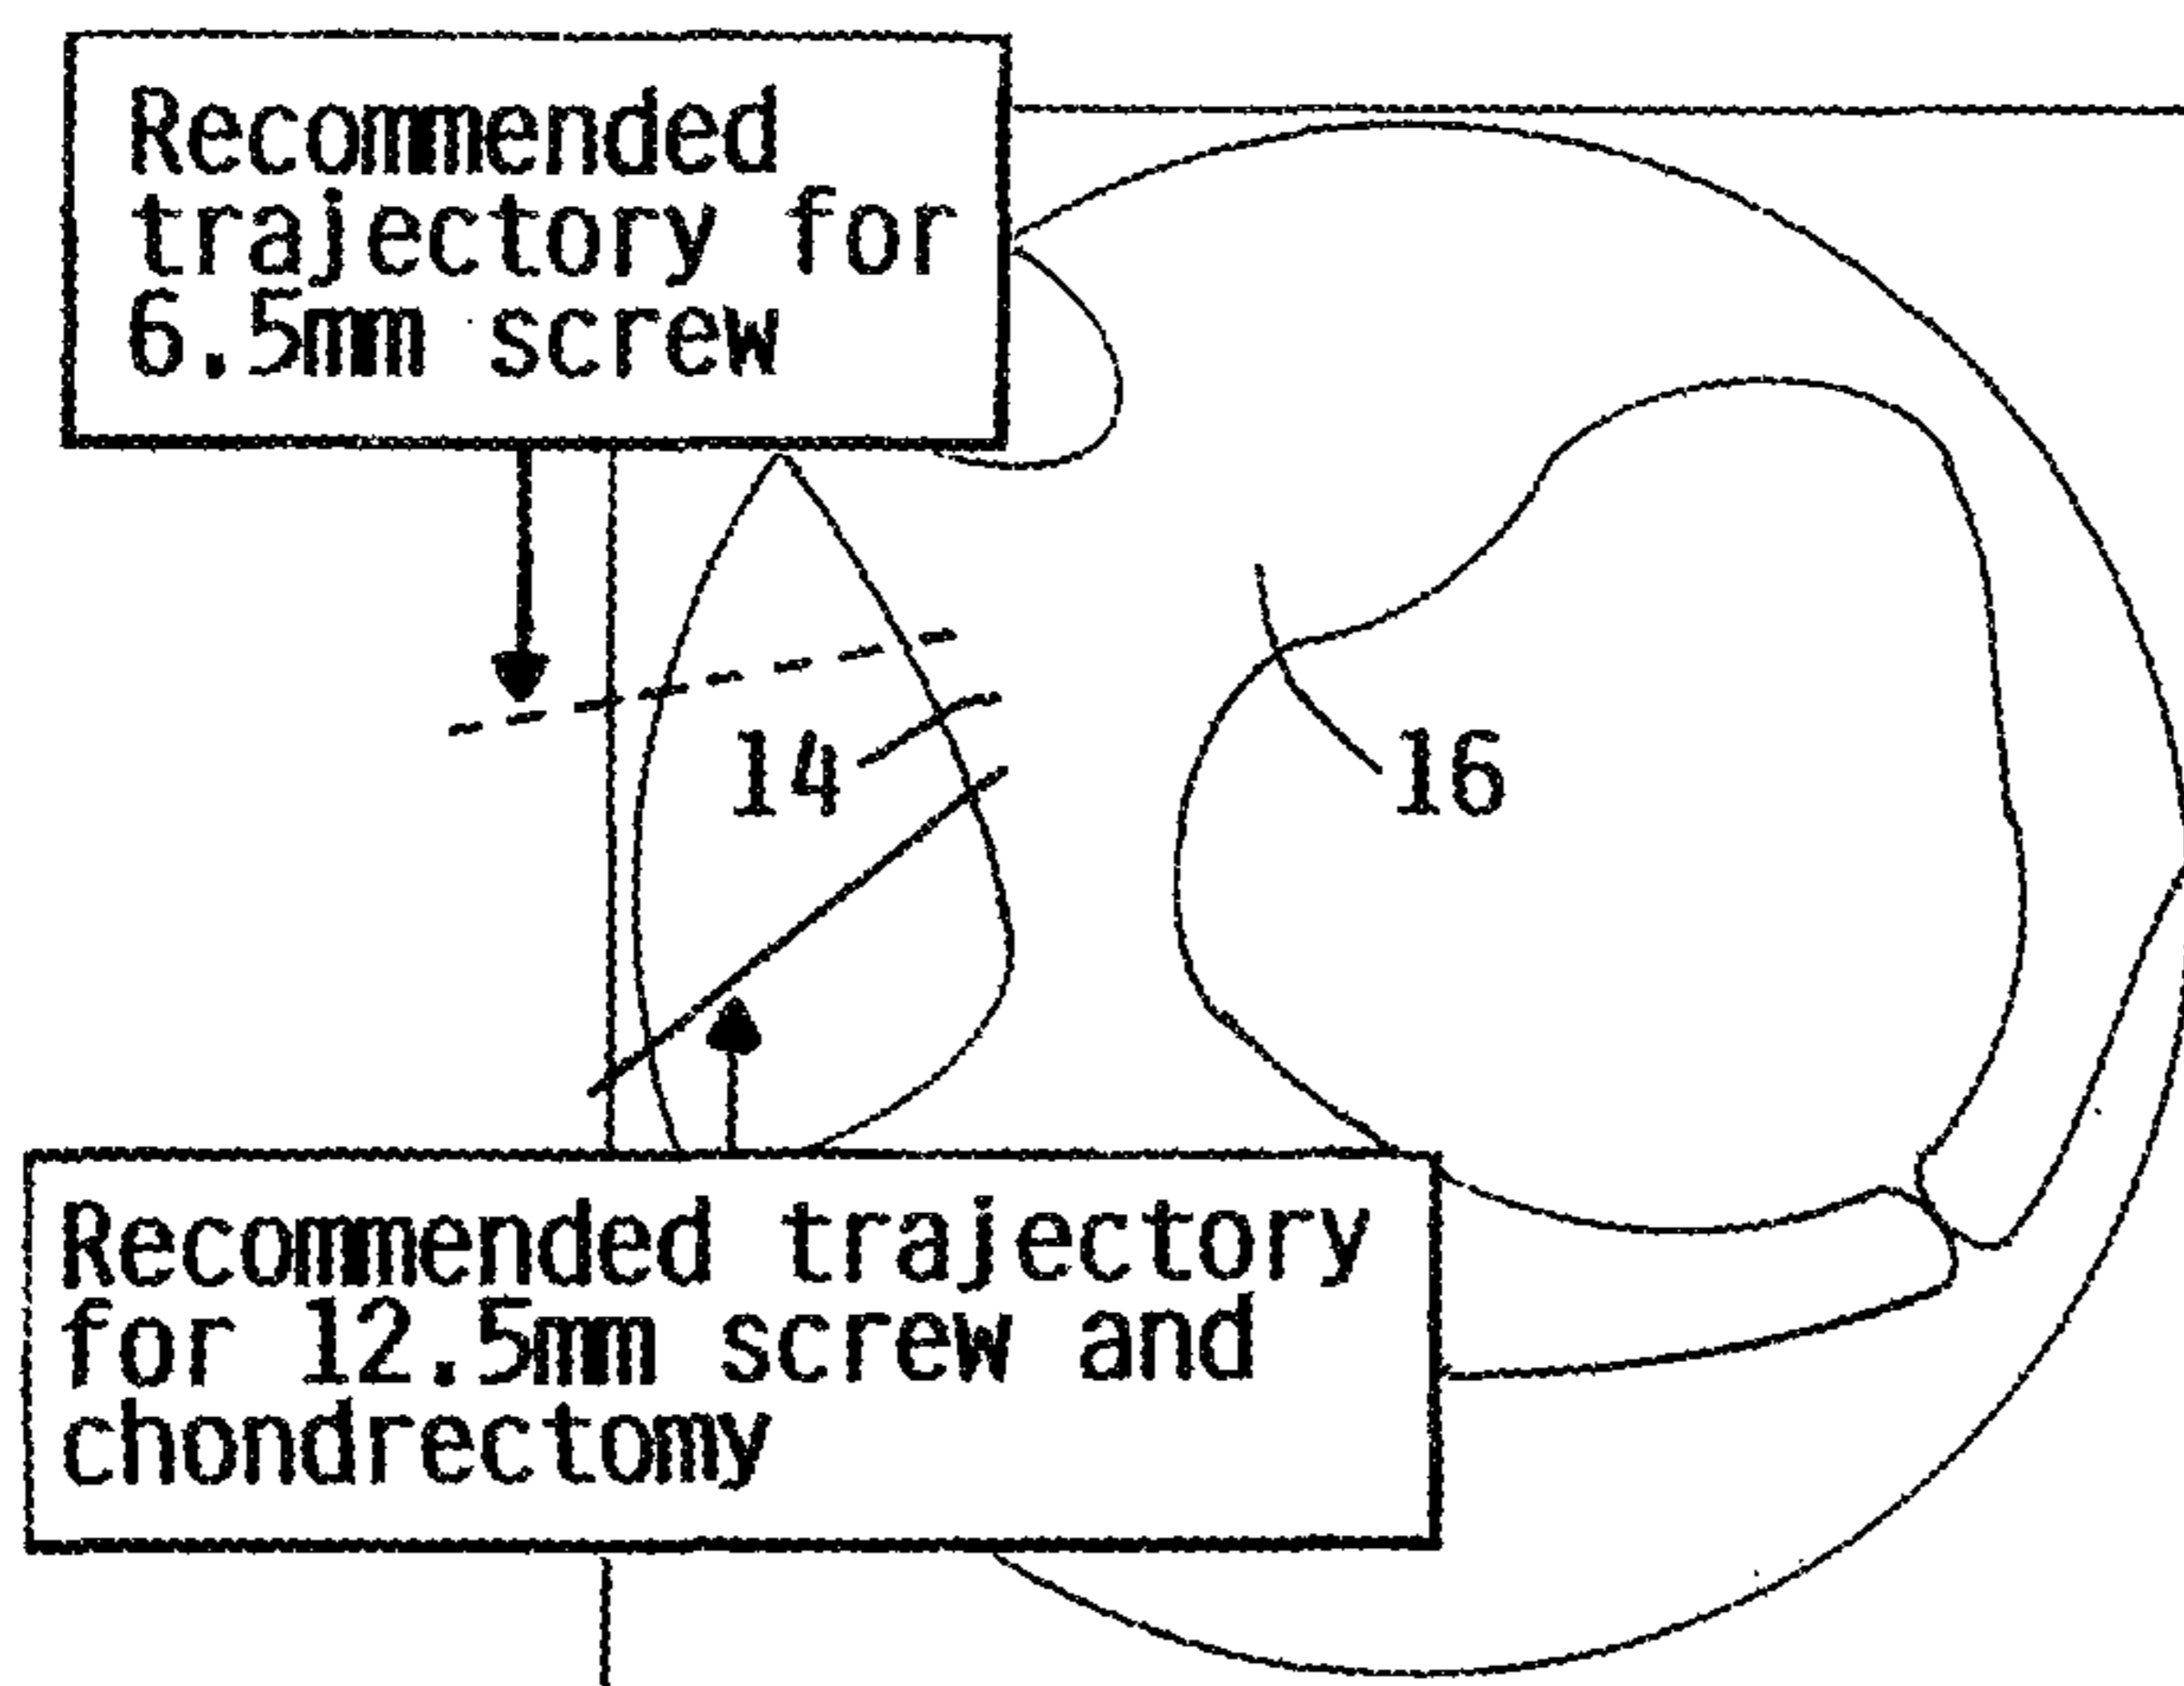 Recommended
trajectory for
6.5mm screw
14
16
Recommended trajectory
for 12.5mm screw and
chondrectomy